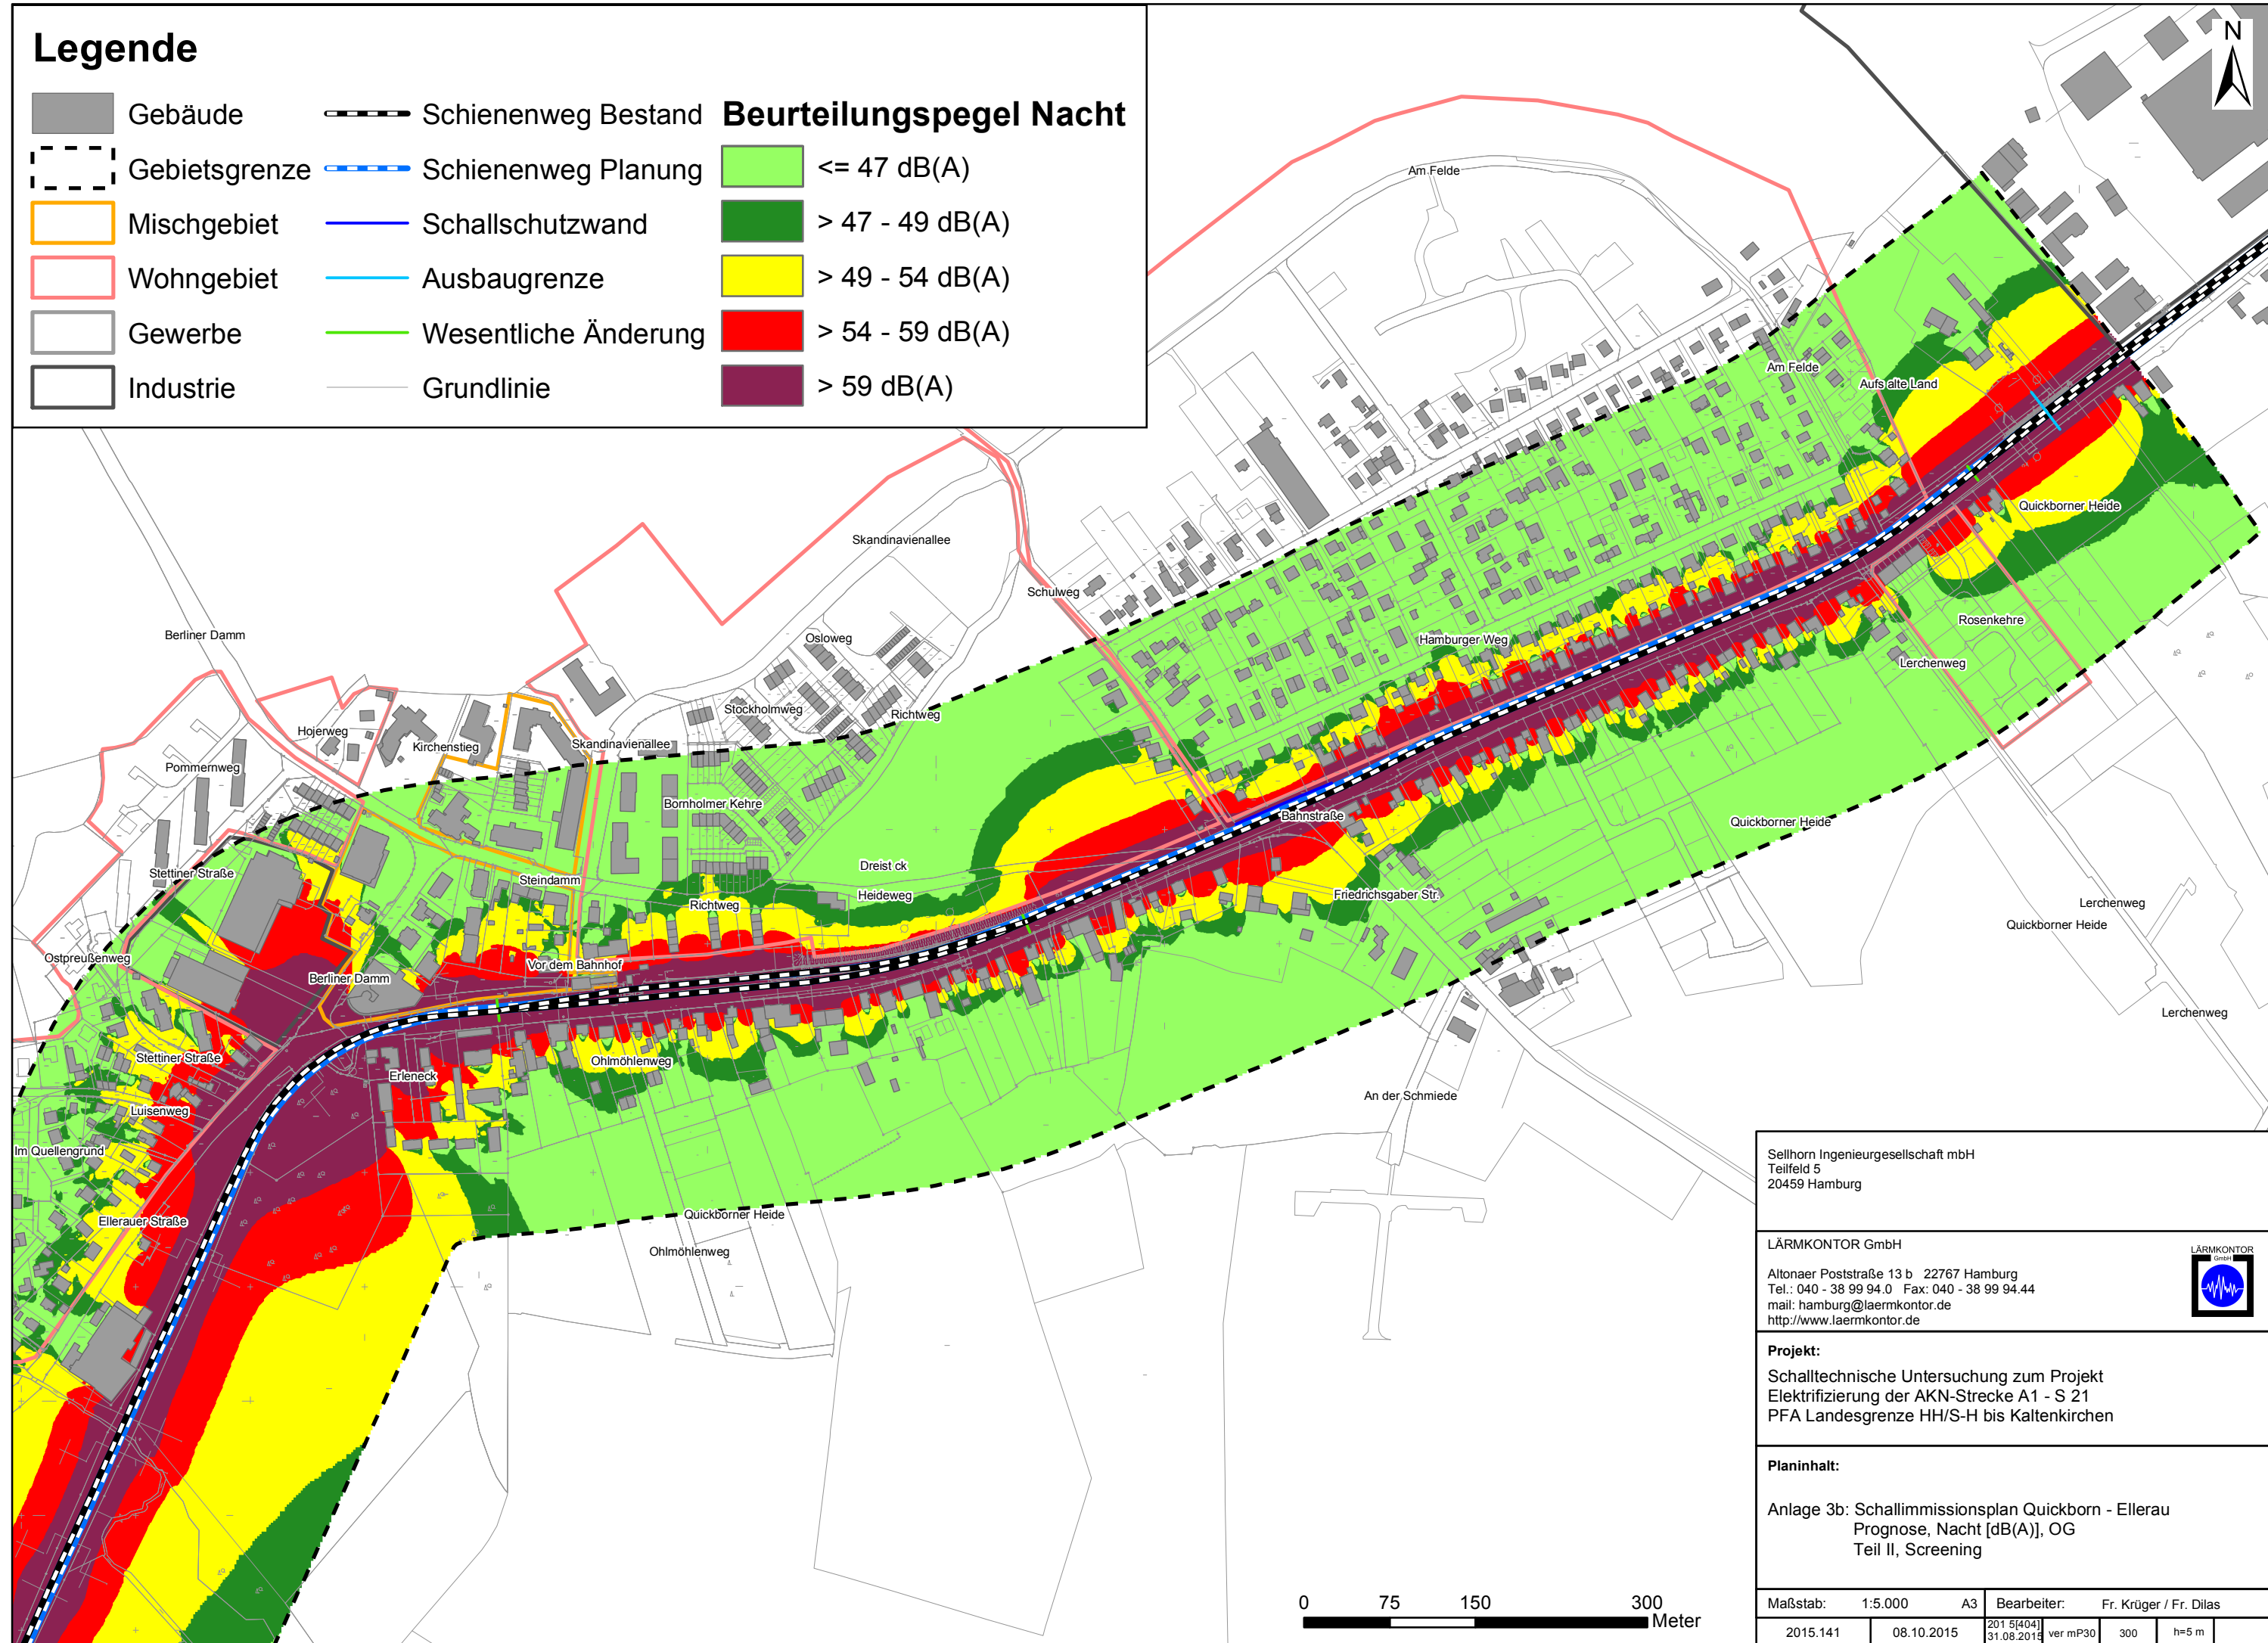 Legende
Gebäude
Gebietsgrenze
Mischgebiet
Wohngebiet
Gewerbe
Industrie
Schienenweg Bestand
Schienenweg Planung
Schallschutzwand
Ausbaugrenze
Wesentliche Änderung
Grundlinie
Beurteilungspegel Nacht
<= 47 dB(A)
> 47 - 49 dB(A)
> 49 - 54 dB(A)
> 54 - 59 dB(A)
> 59 dB(A)
N
Am Felde
Am Felde
Aufs alte Land
Quickborner Heide
Skandinavienallee
Schulweg
Rosenkehre
Berliner Damm
Osloweg
Hamburger Weg
Lerchenweg
Stockholmweg
Richtweg
Hojerweg
Kirchenstieg
Skandinavienallee
Pommernweg
Bornholmer Kehre
Bahnstraße
Quickborner Heide
Stettiner Straße
Steindamm
Dreist ck
Heideweg
Richtweg
Friedrichsgaber Str.
Lerchenweg
Quickborner Heide
Ostpreußenweg
Berliner Damm
Vor dem Bahnhof
Lerchenweg
Stettiner Straße
Ohlmöhlenweg
Erleneck
An der Schmiede
Luisenweg
Im Quellengrund
Ellerauer Straße
Quickborner Heide
Ohlmöhlenweg
0 75 150 300
Meter
Sellhorn Ingenieurgesellschaft mbH
Teilfeld 5
20459 Hamburg
LÄRMKONTOR GmbH
Altonaer Poststraße 13 b 22767 Hamburg
Tel.: 040 - 38 99 94.0 Fax: 040 - 38 99 94.44
mail: hamburg@laermkontor.de
http://www.laermkontor.de
LÄRMKONTOR
GmbH
Projekt:
Schalltechnische Untersuchung zum Projekt
Elektrifizierung der AKN-Strecke A1 - S 21
PFA Landesgrenze HH/S-H bis Kaltenkirchen
Planinhalt:
Anlage 3b: Schallimmissionsplan Quickborn - Ellerau
Prognose, Nacht [dB(A)], OG
Teil II, Screening
Maßstab: 1:5.000 A3 Bearbeiter: Fr. Krüger / Fr. Dilas
2015.141 08.10.2015 201 5[404] 31.08.2015 ver mP30 300 h=5 m